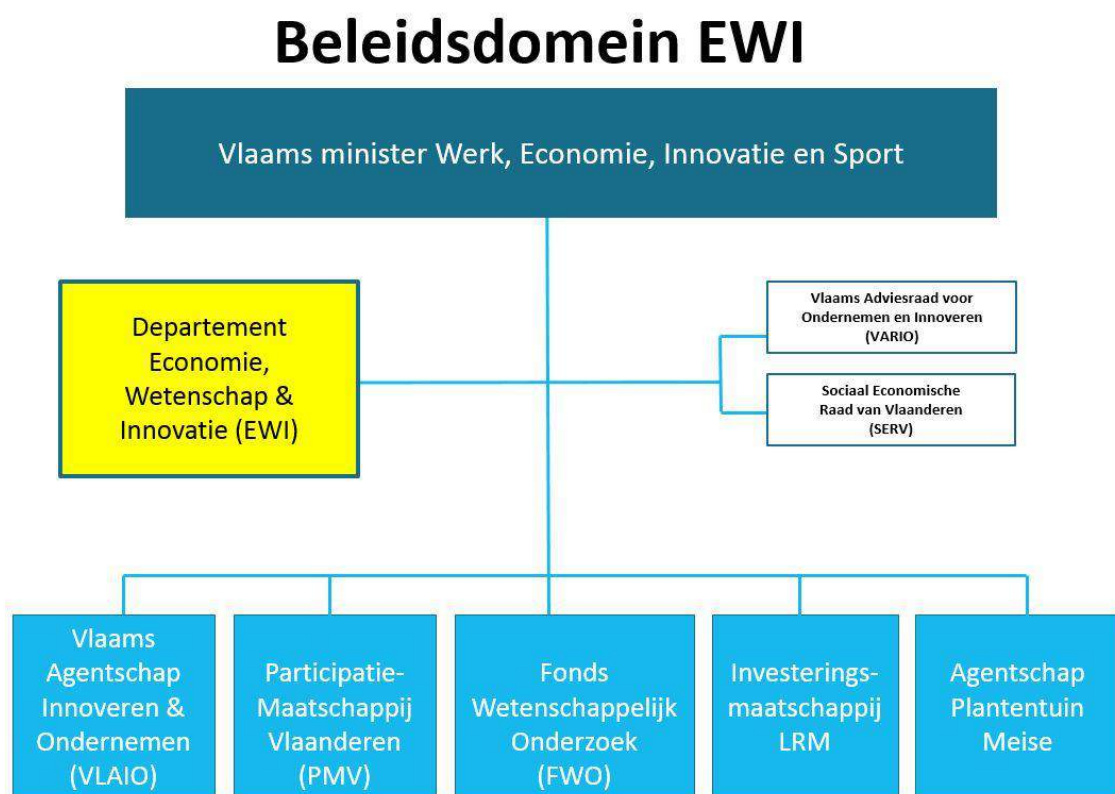 Beleidsdomein EWI
Vlaams minister Werk, Economie, Innovatie en Sport
Departement
Economie,
Wetenschap &
Innovatie (EWI)
Vlaams Adviesraad voor
Ondernemen en Innoveren
(VARIO)
Sociaal Economische
Raad van Vlaanderen
(SERV)
Vlaams
Agentschap
Innoveren &
Ondernemen
(VLAIO)
Participatie-
Maatschappij
Vlaanderen
(PMV)
Fonds
Wetenschappelijk
Onderzoek
(FWO)
Investerings-
maatschappij
LRM
Agentschap
Plantentuin
Meise